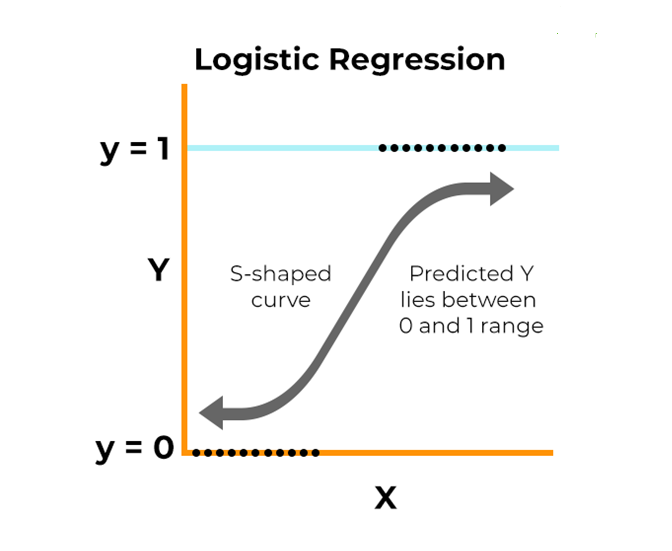 Logistic Regression
y = 1
Y
S-shaped
curve
Predicted Y
lies between
0 and 1 range
y = 0
X